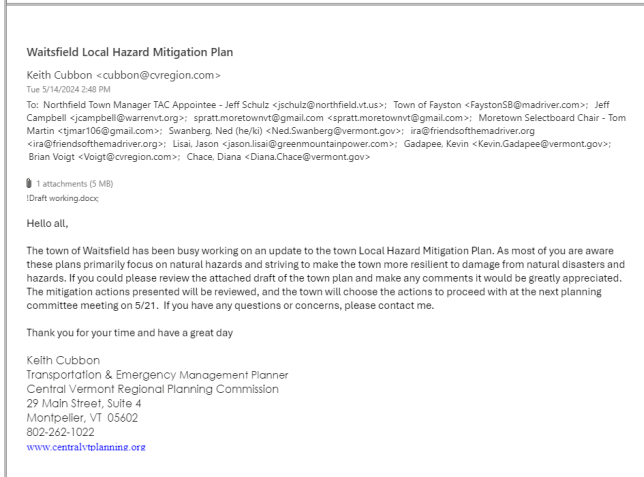 Waitsfield Local Hazard Mitigation Plan
Keith Cubbon <cubbon@cvregion.com>
Tue 5/14/2024 2:48 PM
To: Northfield Town Manager TAC Appointee - Jeff Schulz <jschulz@northfield.vt.us>; Town of Fayston <FaystonSB@madriver.com>; Jeff
Campbell <jcampbell@warrenvt.org>; spratt.moretownvt@gmail.com <spratt.moretownvt@gmail.com>; Moretown Selectboard Chair - Tom
Martin <tjmar106@gmail.com>; Swanberg, Ned (he/ki) <Ned.Swanberg@vermont.gov>; ira@friendsofthemadriver.org
<ira@friendsofthemadriver.org>; Lisai, Jason <jason.lisai@greenmountainpower.com>; Gadapee, Kevin <Kevin.Gadapee@vermont.gov>;
Brian Voigt <Voigt@cvregion.com>; Chace, Diana <Diana.Chace@vermont.gov>
1 attachments (5 MB)
!Draft working.docx;
Hello all,
The town of Waitsfield has been busy working on an update to the town Local Hazard Mitigation Plan. As most of you are aware
these plans primarily focus on natural hazards and striving to make the town more resilient to damage from natural disasters and
hazards. If you could please review the attached draft of the town plan and make any comments it would be greatly appreciated.
The mitigation actions presented will be reviewed, and the town will choose the actions to proceed with at the next planning
committee meeting on 5/21. If you have any questions or concerns, please contact me.
Thank you for your time and have a great day
Keith Cubbon
Transportation & Emergency Management Planner
Central Vermont Regional Planning Commission
29 Main Street, Suite 4
Montpelier, VT 05602
802-262-1022
www.centralvtplanning.org